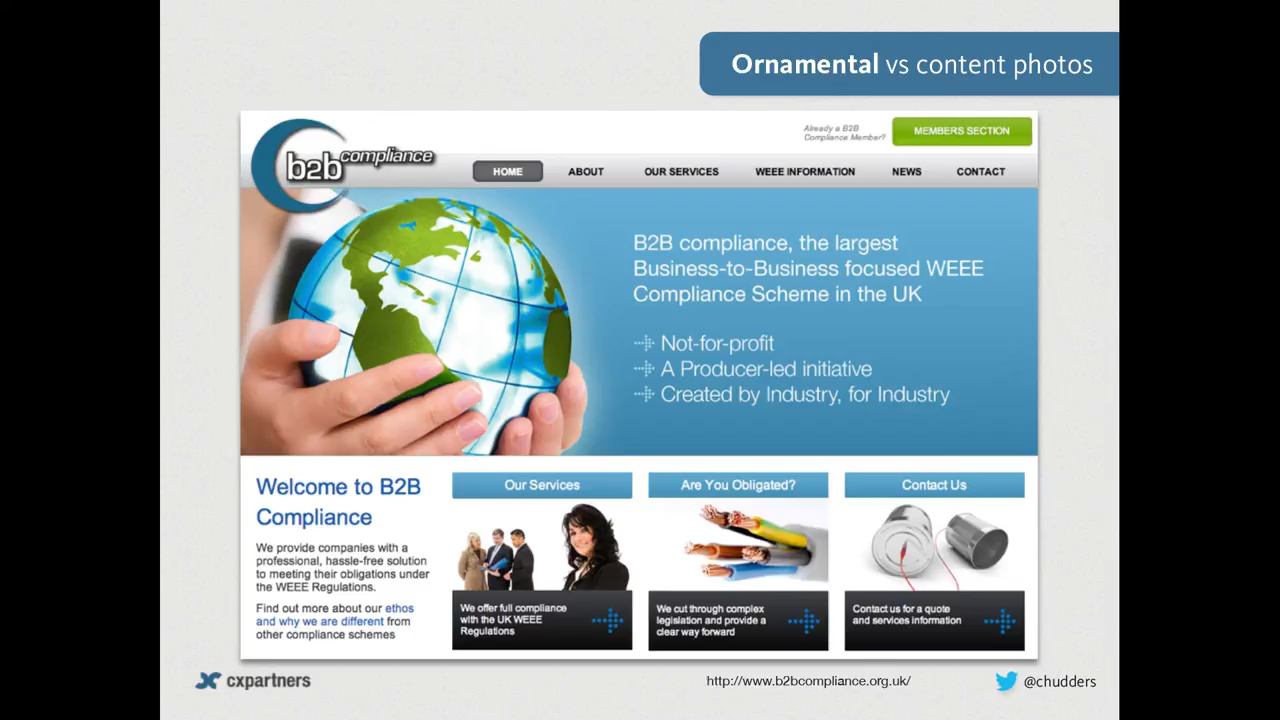 Ornamental vs content photos
b2b compliance
Already a B2B
Compliance Member?
MEMBERS SECTION
HOME ABOUT OUR SERVICES WEEE INFORMATION NEWS CONTACT
B2B compliance, the largest
Business-to-Business focused WEEE
Compliance Scheme in the UK
Not-for-profit
A Producer-led initiative
Created by Industry, for Industry
Welcome to B2B
Compliance
We provide companies with a
professional, hassle-free solution
to meeting their obligations under
the WEEE Regulations.
Find out more about our ethos
and why we are different from
other compliance schemes
Our Services
We offer full compliance
with the UK WEEE
Regulations
Are You Obligated?
We cut through complex
legislation and provide a
clear way forward
Contact Us
Contact us for a quote
and services information
cxpartners
http://www.b2bcompliance.org.uk/
@chudders